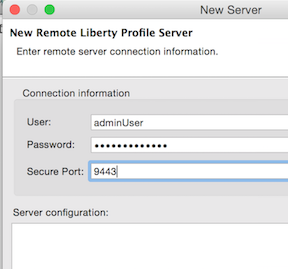 New Server
New Remote Liberty Profile Server
Enter remote server connection information.
Connection information
User: adminUser
Password: •••••••••••••
Secure Port: 9443
Server configuration: